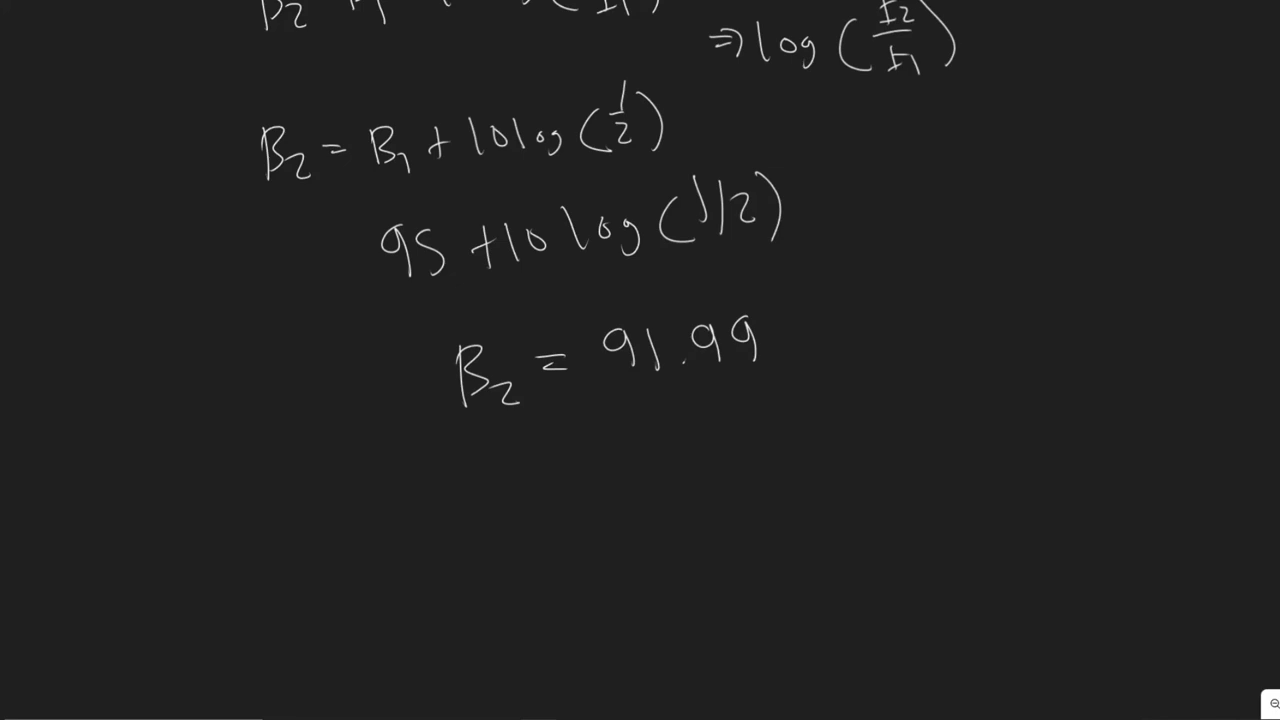 ⇒ log (I2/I1)
β2 = β1 + 10 log (1/2)
95 + 10 log (1/2)
β2 = 91.99